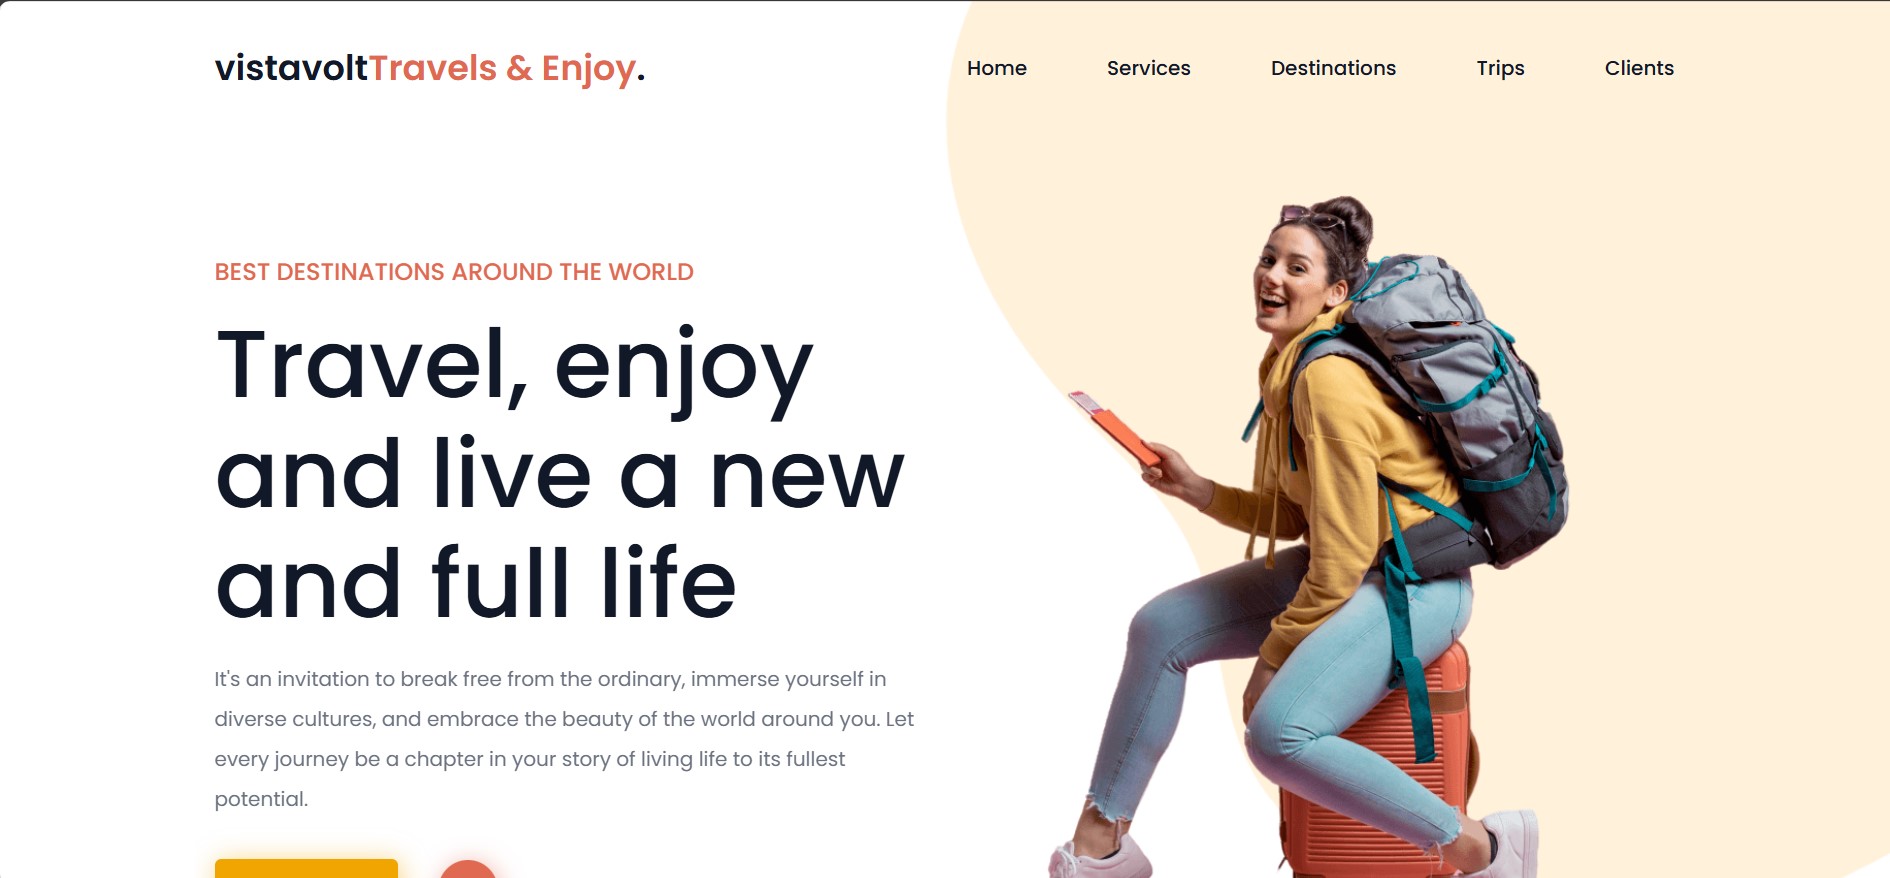 vistavoltTravels & Enjoy.
Home Services Destinations Trips Clients
BEST DESTINATIONS AROUND THE WORLD
Travel, enjoy
and live a new
and full life
It's an invitation to break free from the ordinary, immerse yourself in
diverse cultures, and embrace the beauty of the world around you. Let
every journey be a chapter in your story of living life to its fullest
potential.